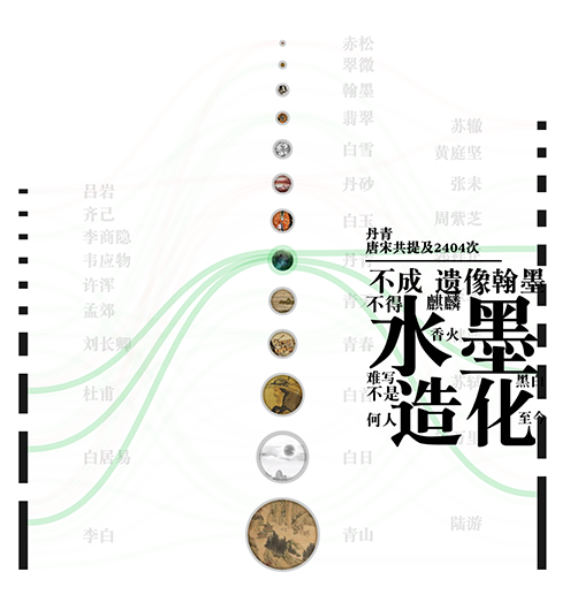 赤松
翠微
翰墨
翡翠
苏辙
白雪
黄庭坚
丹砂
张耒
吕岩
齐己
白玉
周紫芝
李商隐
丹青
唐宋共提及2404次
韦应物
不成 遗像 翰墨
许浑
不得 麒麟
孟郊
水墨
香火
刘长卿
青春
难写
黑白
不是
杜甫
造化
何人
至今
白居易
白日
李白
青山
陆游